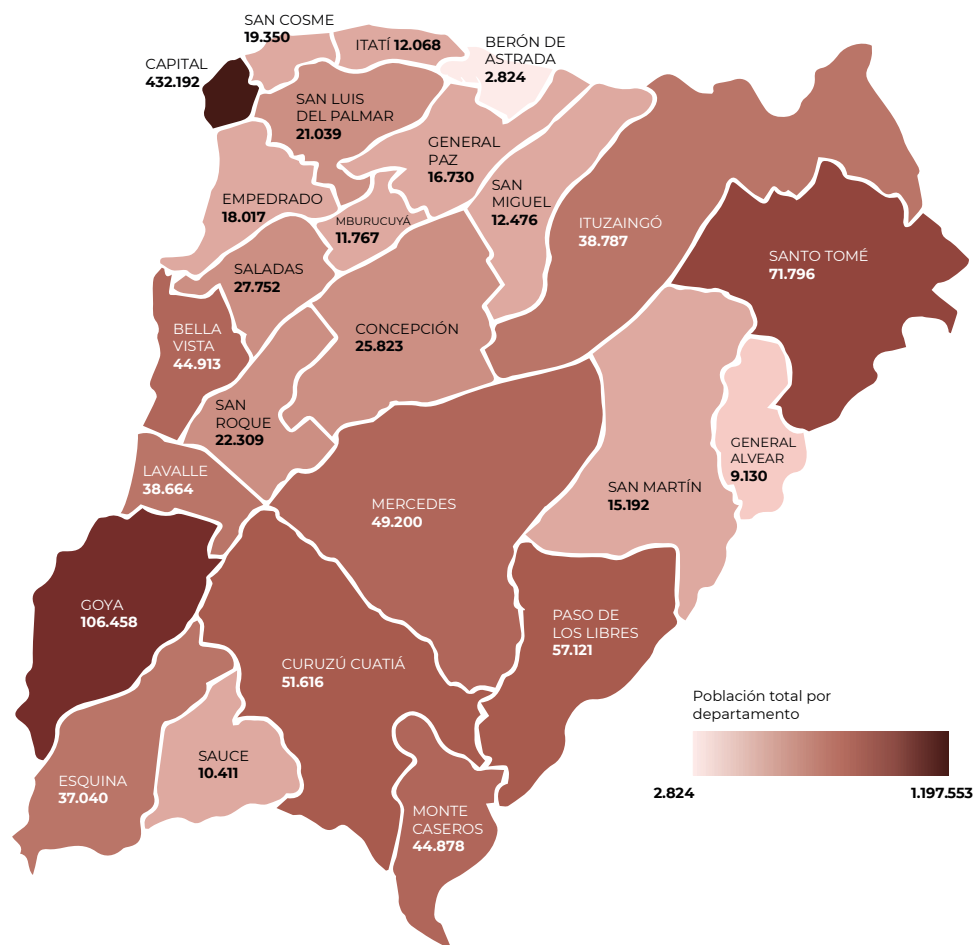 SAN COSME
19.350
ITATÍ 12.068
BERÓN DE
ASTRADA
2.824
CAPITAL
432.192
SAN LUIS
DEL PALMAR
21.039
GENERAL
PAZ
16.730
SAN
MIGUEL
12.476
EMPEDRADO
18.017
MBURUCUYÁ
11.767
ITUZAINGÓ
38.787
SANTO TOMÉ
71.796
SALADAS
27.752
BELLA
VISTA
44.913
CONCEPCIÓN
25.823
SAN
ROQUE
22.309
GENERAL
ALVEAR
9.130
LAVALLE
38.664
MERCEDES
49.200
SAN MARTÍN
15.192
GOYA
106.458
PASO DE
LOS LIBRES
57.121
CURUZÚ CUATIÁ
51.616
SAUCE
10.411
ESQUINA
37.040
MONTE
CASEROS
44.878
Población total por
departamento
2.824
1.197.553